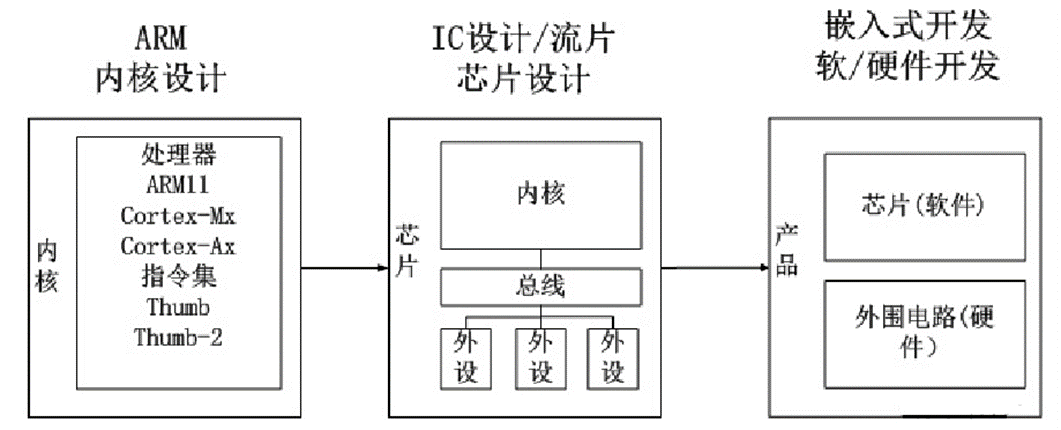 ARM
内核设计
IC设计/流片
芯片设计
嵌入式开发
软/硬件开发
内核
处理器
ARM11
Cortex-Mx
Cortex-Ax
指令集
Thumb
Thumb-2
芯片
内核
总线
外设
外设
外设
产品
芯片(软件)
外围电路(硬
件）